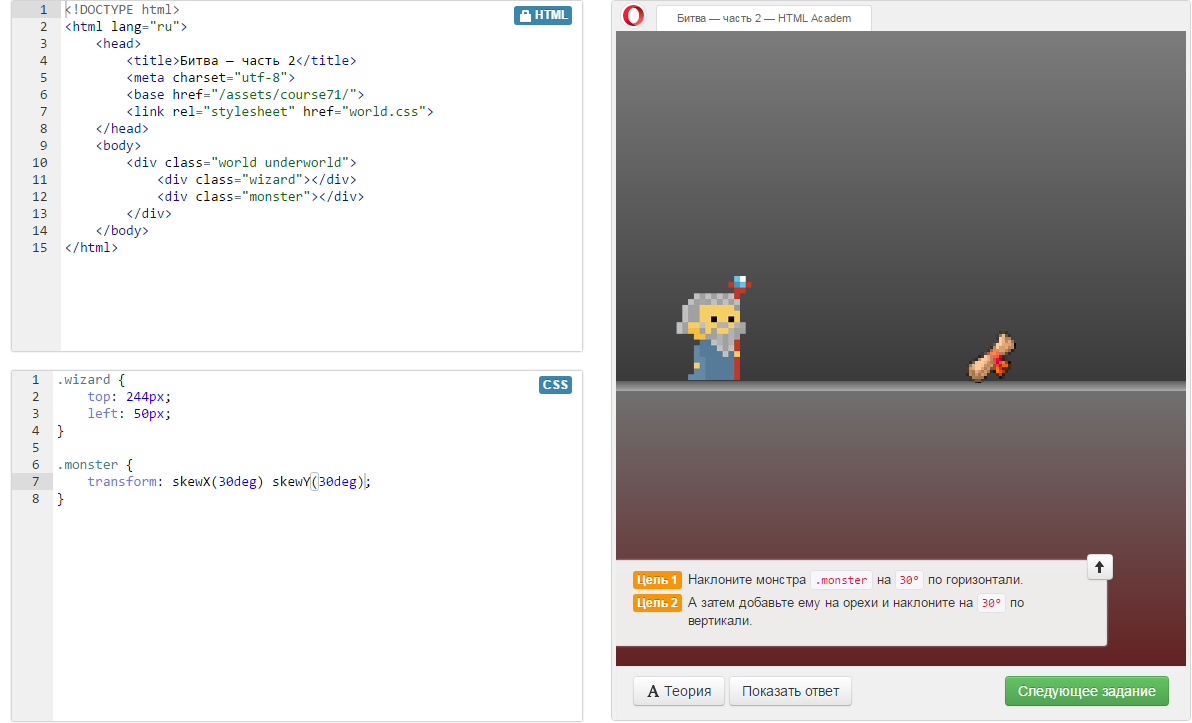 1 <!DOCTYPE html>
2 <html lang="ru">
3 <head>
4 <title>Битва — часть 2</title>
5 <meta charset="utf-8">
6 <base href="/assets/course71/">
7 <link rel="stylesheet" href="world.css">
8 </head>
9 <body>
10 <div class="world underworld">
11 <div class="wizard"></div>
12 <div class="monster"></div>
13 </div>
14 </body>
15 </html>
HTML
1 .wizard {
2 top: 244px;
3 left: 50px;
4 }
5
6 .monster {
7 transform: skewX(30deg) skewY(30deg);
8 }
CSS
Битва — часть 2 — HTML Academ
Цель 1 Наклоните монстра .monster на 30° по горизонтали.
Цель 2 А затем добавьте ему на орехи и наклоните на 30° по
вертикали.
A Теория
Показать ответ
Следующее задание